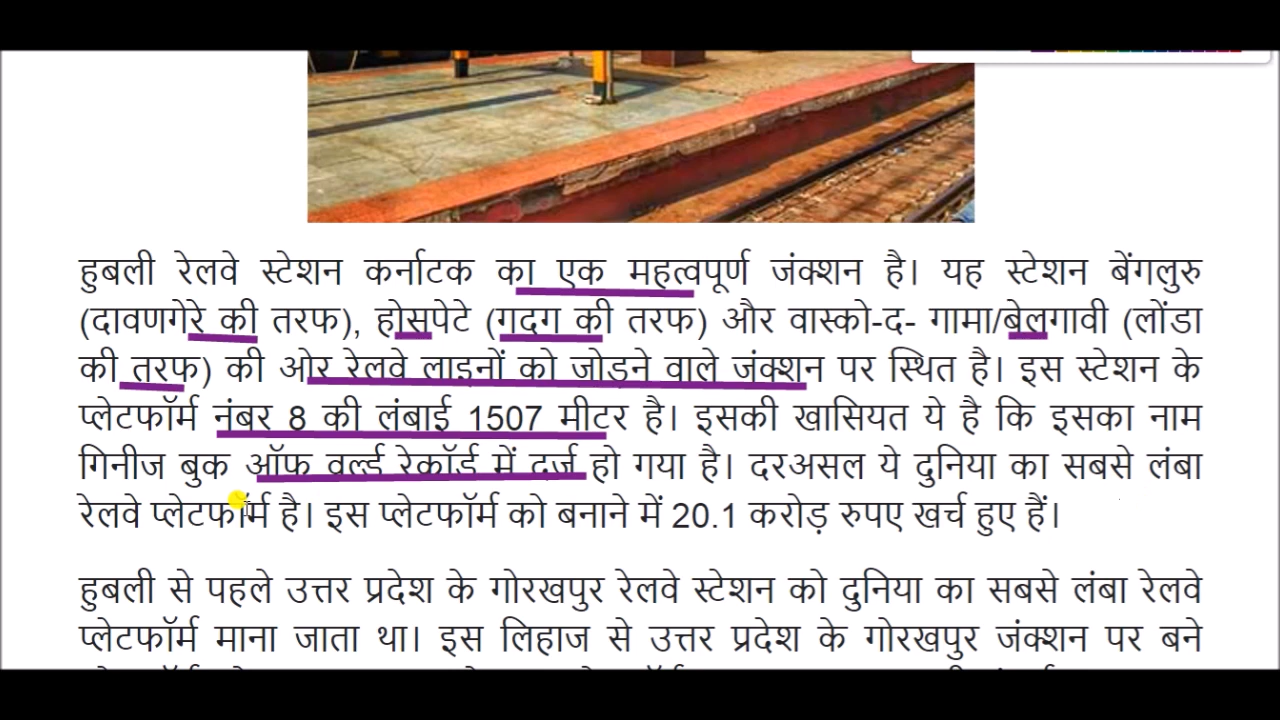 हुबली रेलवे स्टेशन कर्नाटक का एक महत्वपूर्ण जंक्शन है। यह स्टेशन बेंगलुरु
(दावणगेरे की तरफ), होसपेटे (गदग की तरफ) और वास्को-द- गामा/बेलगावी (लोंडा
की तरफ) की ओर रेलवे लाइनों को जोड़ने वाले जंक्शन पर स्थित है। इस स्टेशन के
प्लेटफॉर्म नंबर 8 की लंबाई 1507 मीटर है। इसकी खासियत ये है कि इसका नाम
गिनीज बुक ऑफ वर्ल्ड रेकॉर्ड में दर्ज हो गया है। दरअसल ये दुनिया का सबसे लंबा
रेलवे प्लेटफॉर्म है। इस प्लेटफॉर्म को बनाने में 20.1 करोड़ रुपए खर्च हुए हैं।
हुबली से पहले उत्तर प्रदेश के गोरखपुर रेलवे स्टेशन को दुनिया का सबसे लंबा रेलवे
प्लेटफॉर्म माना जाता था। इस लिहाज से उत्तर प्रदेश के गोरखपुर जंक्शन पर बने